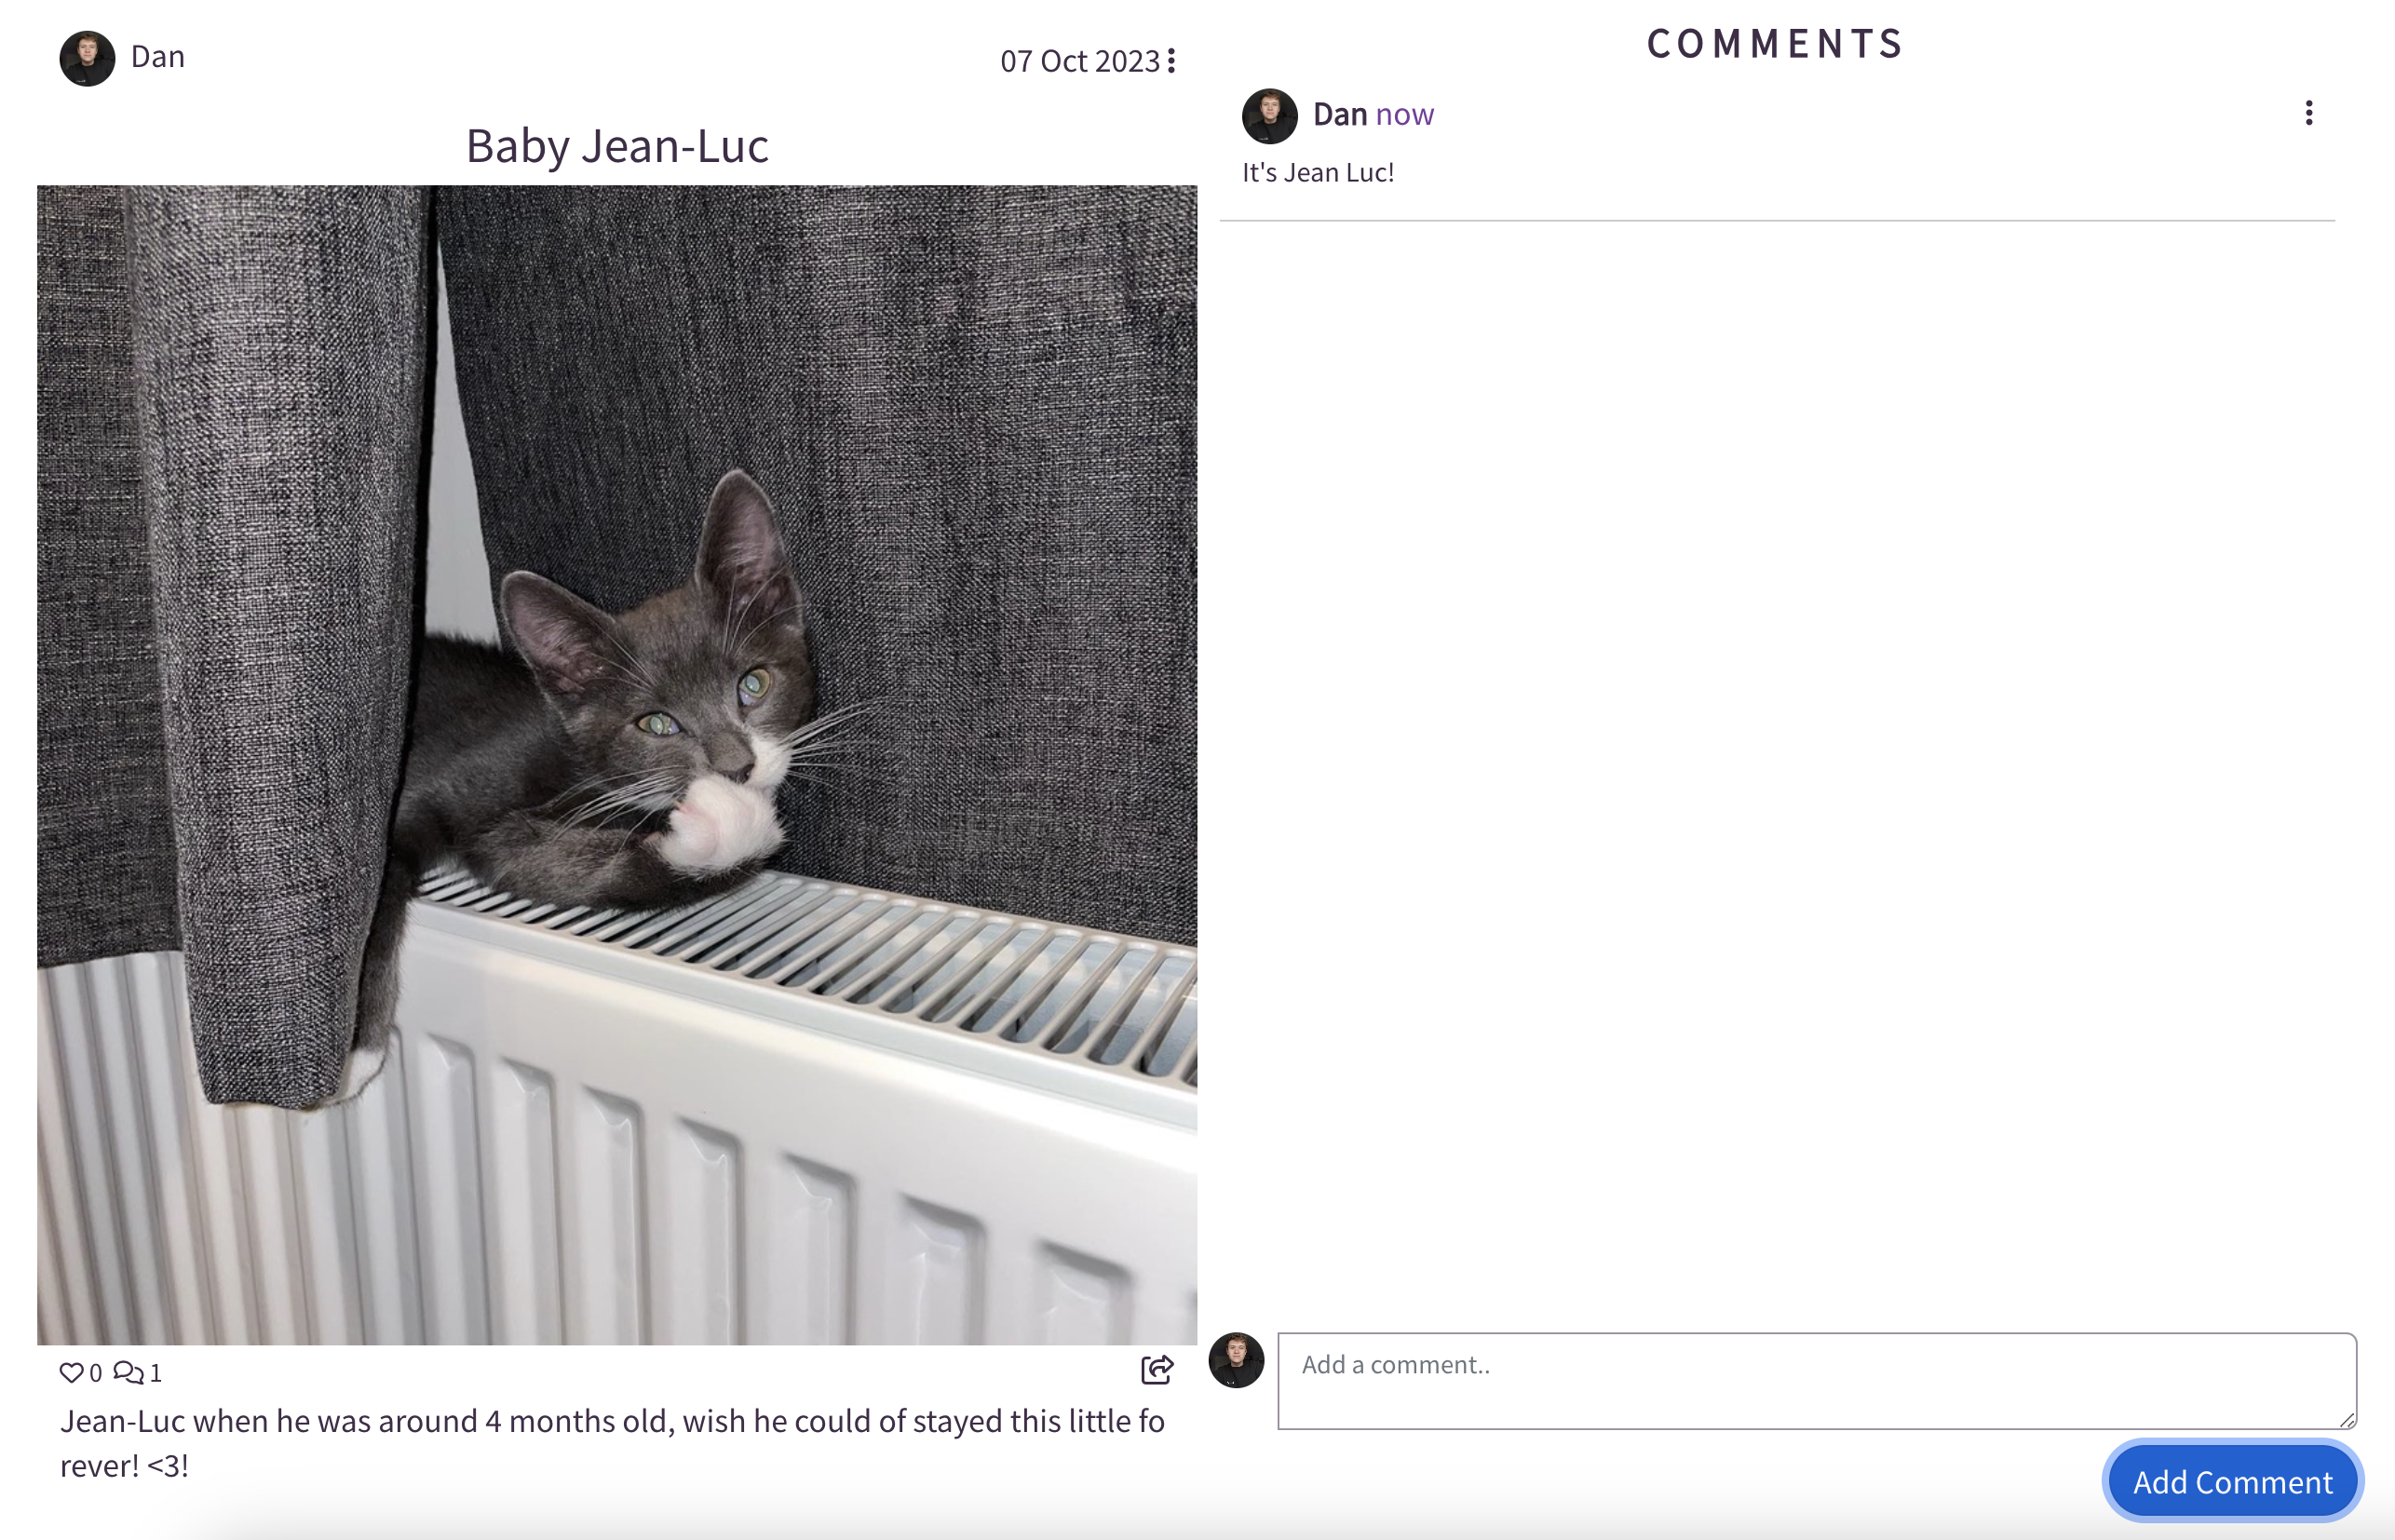 Dan
07 Oct 2023
Baby Jean-Luc
0 1
Jean-Luc when he was around 4 months old, wish he could of stayed this little fo
rever! <3!
COMMENTS
Dan now
It's Jean Luc!
Add a comment..
Add Comment